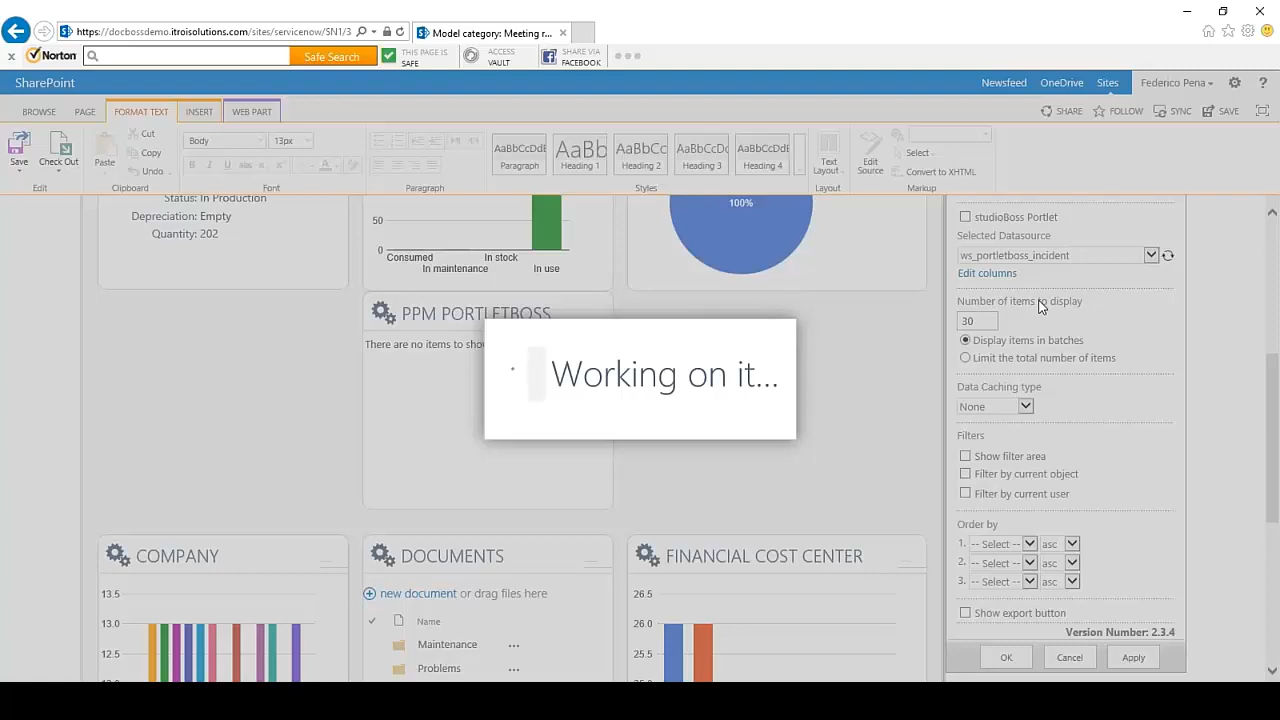 https://docbossdemo.itroisolutions.com/sites/servicenow/SN1/3
Model category: Meeting r...
Norton
Safe Search
THIS PAGE IS
SAFE
ACCESS
VAULT
SHARE VIA
FACEBOOK
SharePoint
Newsfeed OneDrive Sites Federico Pena
BROWSE PAGE FORMAT TEXT INSERT WEB PART
SHARE FOLLOW SYNC SAVE
Save
Check Out
Edit
Paste
Cut
Copy
Undo
Clipboard
Body 13px
B I U abc
Font
Paragraph
AaBbCcDdE
Paragraph
AaBb
Heading 1
AaBbCc
Heading 2
AaBbCcDc
Heading 3
AaBbCcDdE
Heading 4
Styles
Text
Layout
Layout
Edit
Source
Select
Convert to XHTML
Markup
Status: In Production
Depreciation: Empty
Quantity: 202
50
0
Consumed
In maintenance
In stock
In use
100%
PPM PORTLETBOSS
There are no items to sho
Working on it...
COMPANY
13.5
13.0
12.5
DOCUMENTS
new document or drag files here
Name
Maintenance ...
Problems ...
FINANCIAL COST CENTER
26.5
26.0
25.5
studioBoss Portlet
Selected Datasource
ws_portletboss_incident
Edit columns
Number of items to display
30
Display items in batches
Limit the total number of items
Data Caching type
None
Filters
Show filter area
Filter by current object
Filter by current user
Order by
1. -- Select -- asc
2. -- Select -- asc
3. -- Select -- asc
Show export button
Version Number: 2.3.4
OK Cancel Apply